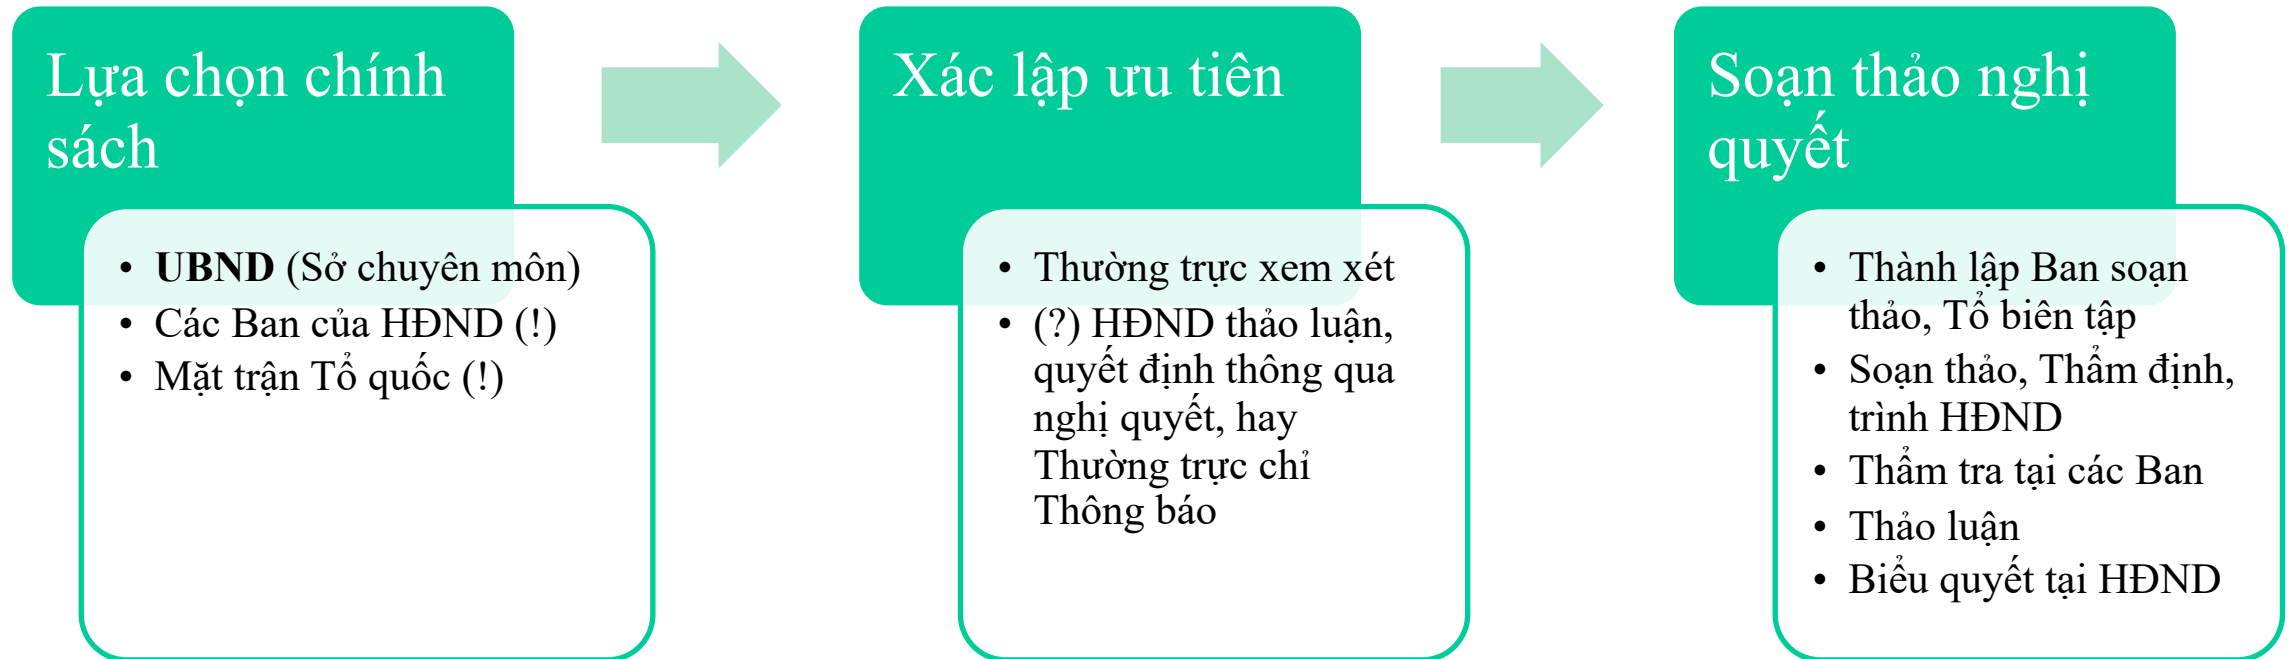 Lựa chọn chính
sách
• UBND (Sở chuyên môn)
• Các Ban của HĐND (!)
• Mặt trận Tổ quốc (!)
Xác lập ưu tiên
• Thường trực xem xét
• (?) HĐND thảo luận,
quyết định thông qua
nghị quyết, hay
Thường trực chỉ
Thông báo
Soạn thảo nghị
quyết
• Thành lập Ban soạn
thảo, Tổ biên tập
• Soạn thảo, Thẩm định,
trình HĐND
• Thẩm tra tại các Ban
• Thảo luận
• Biểu quyết tại HĐND